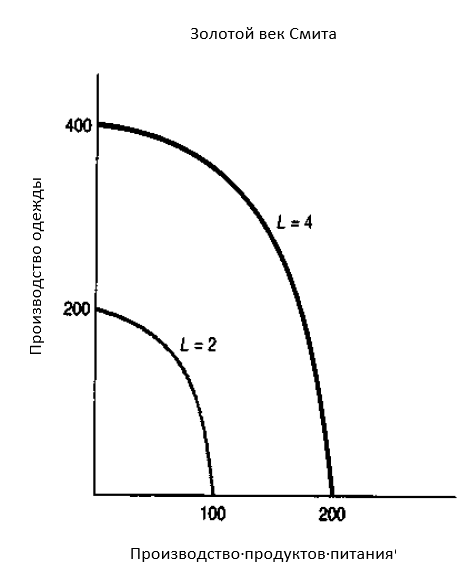 Золотой век Смита
400
Производство одежды
L = 4
200
L = 2
100
200
Производство·продуктов·питания